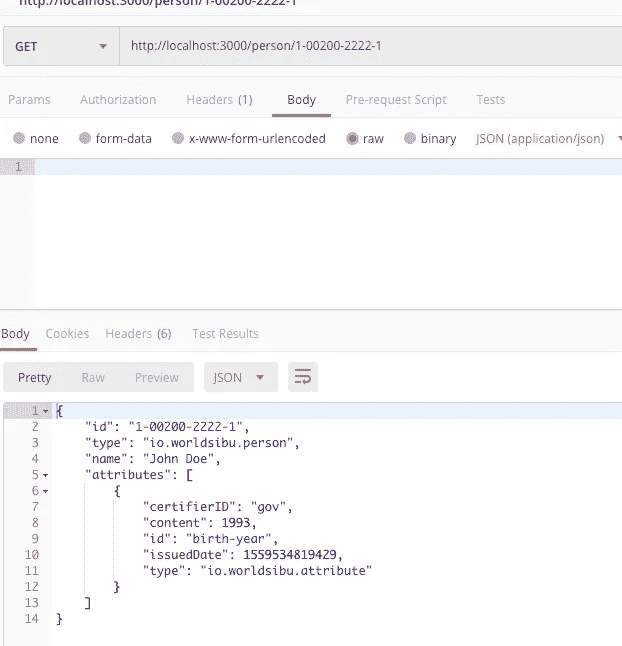 http://localhost:3000/person/1-00200-2222-1
GET http://localhost:3000/person/1-00200-2222-1
Params Authorization Headers (1) Body Pre-request Script Tests
none form-data x-www-form-urlencoded raw binary JSON (application/json)
1
Body Cookies Headers (6) Test Results
Pretty Raw Preview JSON
1 {
2 "id": "1-00200-2222-1",
3 "type": "io.worldsibu.person",
4 "name": "John Doe",
5 "attributes": [
6 {
7 "certifierID": "gov",
8 "content": 1993,
9 "id": "birth-year",
10 "issuedDate": 1559534819429,
11 "type": "io.worldsibu.attribute"
12 }
13 ]
14 }